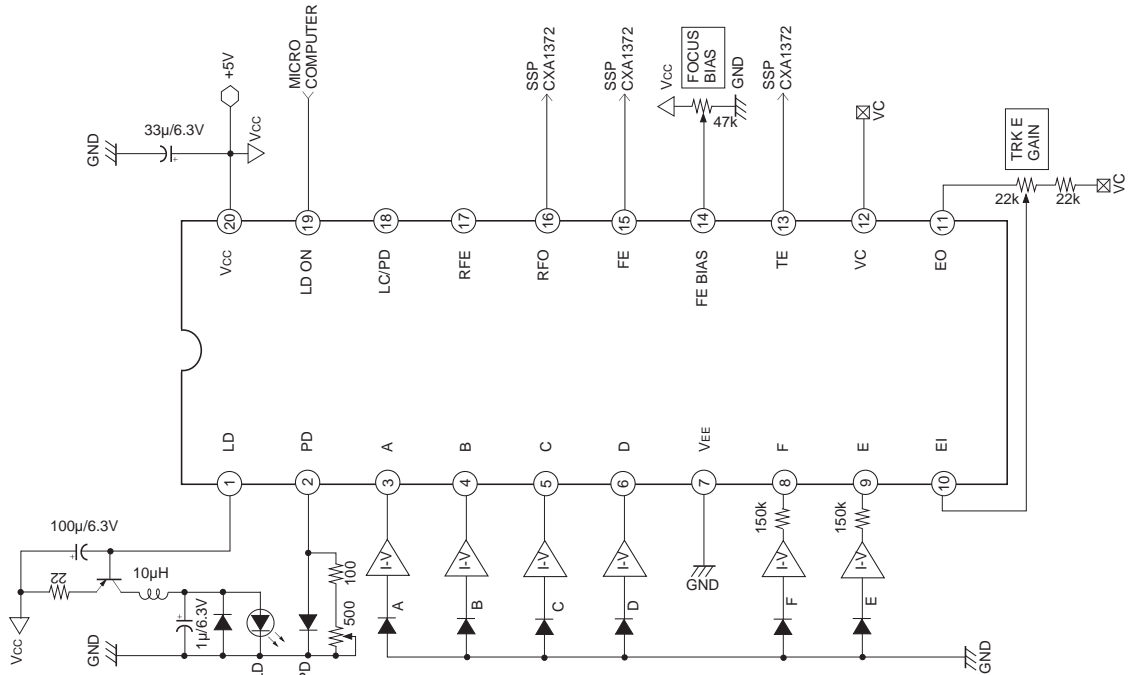 GND
33µ/6.3V
+5V
Vcc
MICRO
COMPUTER
SSP
CXA1372
SSP
CXA1372
Vcc
FOCUS
BIAS
47k
GND
SSP
CXA1372
VC
TRK E
GAIN
22k
22k
VC
20
19
18
17
16
15
14
13
12
11
Vcc
LD ON
LC/PD
RFE
RFO
FE
FE BIAS
TE
VC
EO
LD
PD
A
B
C
D
VEE
F
E
EI
1
2
3
4
5
6
7
8
9
10
Vcc
22
100µ/6.3V
10µH
GND
1µ/6.3V
LD
PD
500
100
I-V
I-V
I-V
I-V
GND
150k
I-V
150k
I-V
A
B
C
D
F
E
GND